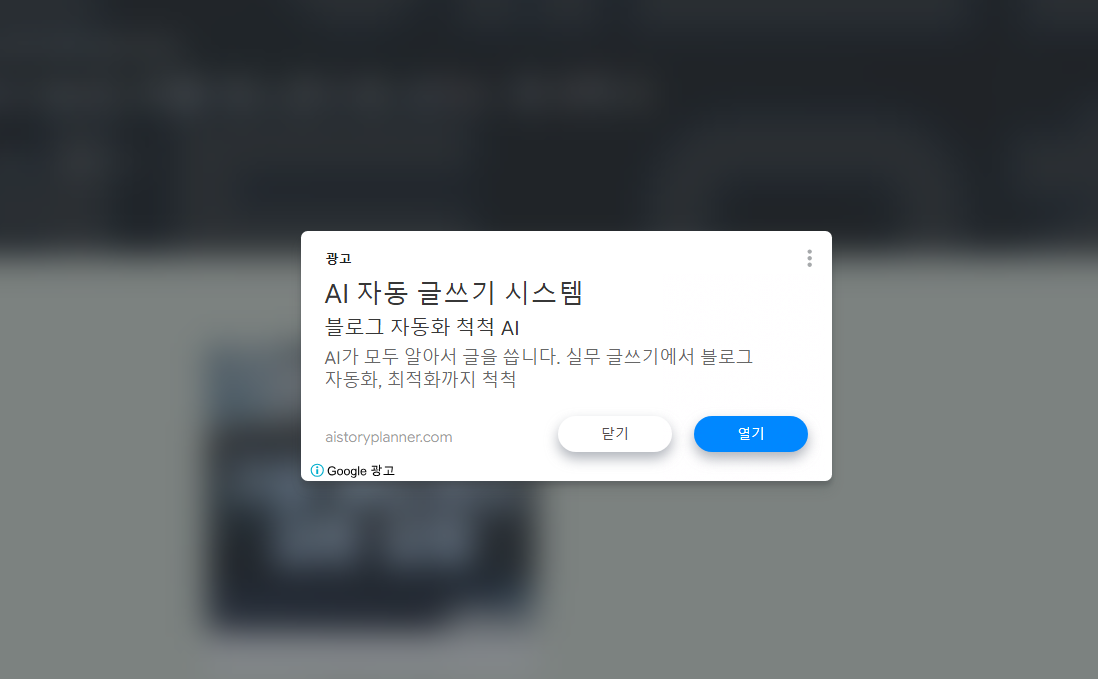 광고
AI 자동 글쓰기 시스템
블로그 자동화 척척 AI
AI가 모두 알아서 글을 씁니다. 실무 글쓰기에서 블로그
자동화, 최적화까지 척척
aistoryplanner.com
닫기
열기
Google 광고